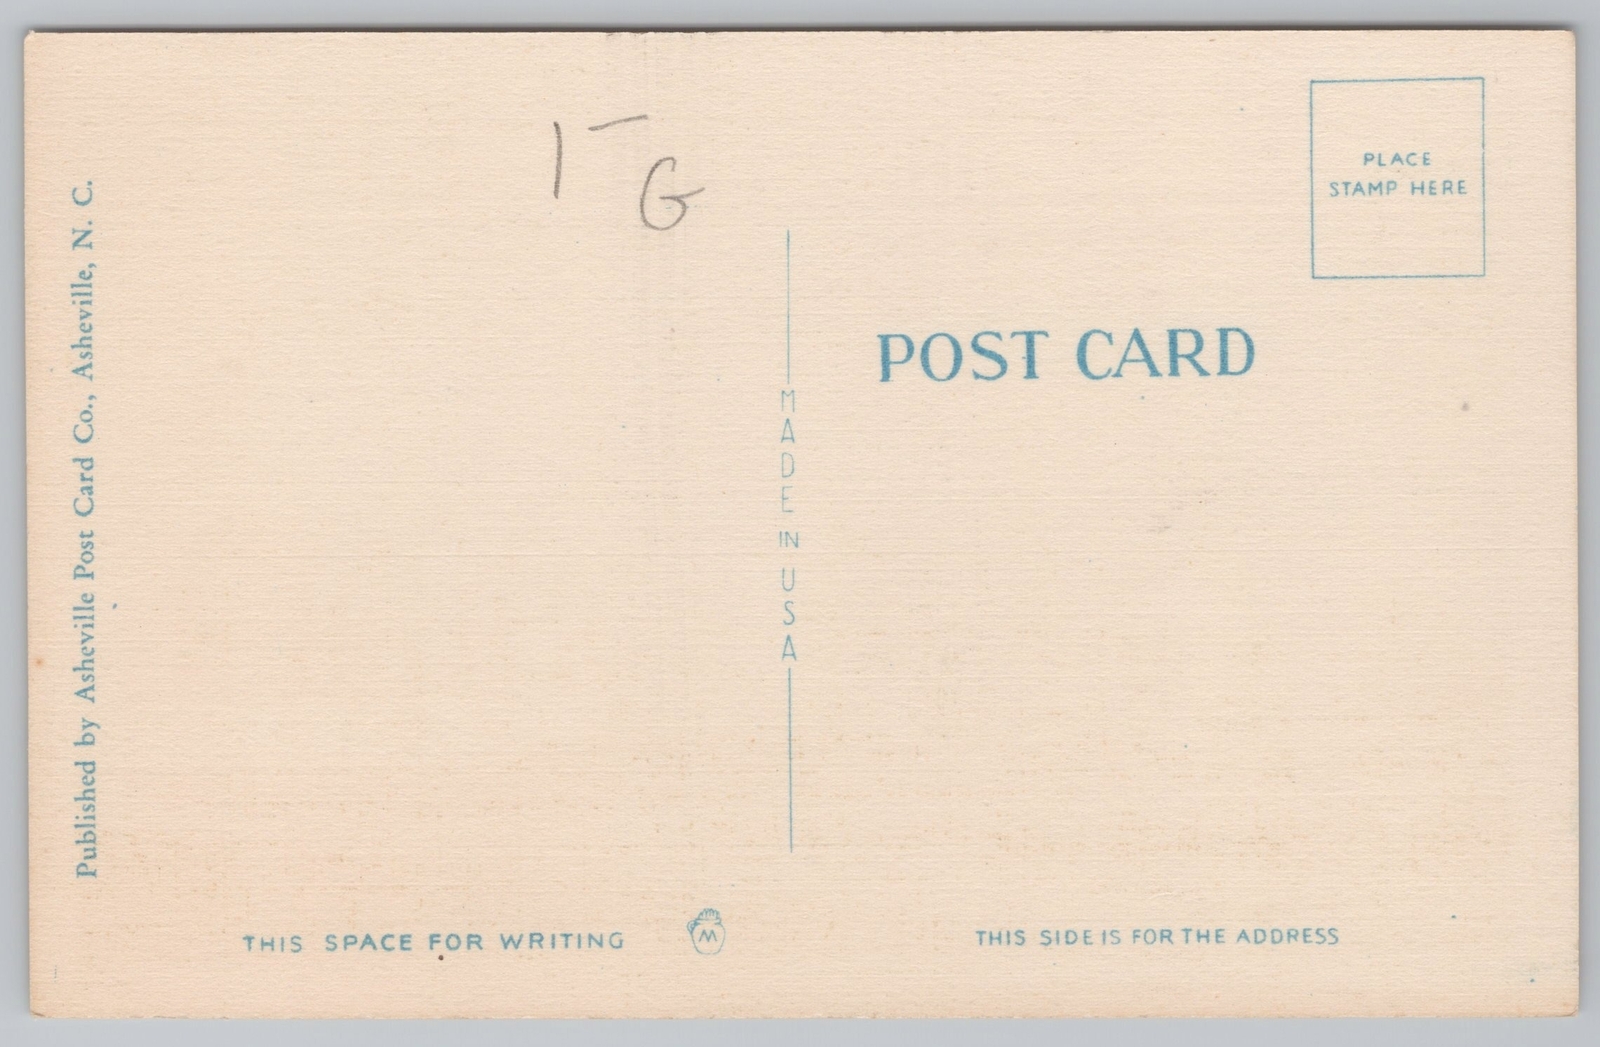 1 -
G
PLACE
STAMP HERE
POST CARD
MADE IN USA
Published by Asheville Post Card Co., Asheville, N. C.
THIS SPACE FOR WRITING
M
THIS SIDE IS FOR THE ADDRESS